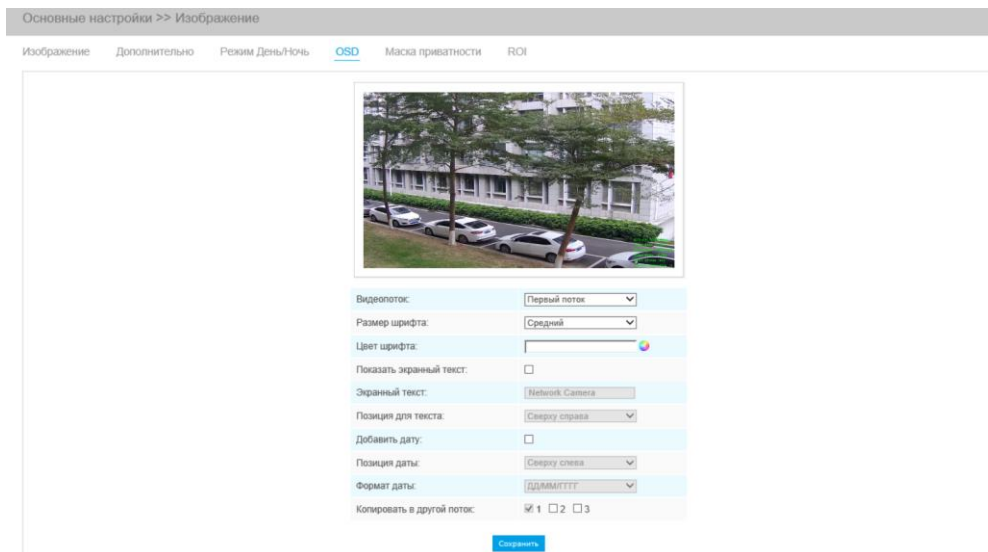 Основные настройки >> Изображение
Изображение Дополнительно Режим День/Ночь OSD Маска приватности ROI
Видеопоток: Первый поток
Размер шрифта: Средний
Цвет шрифта:
Показать экранный текст:
Экранный текст: Network Camera
Позиция для текста: Сверху справа
Добавить дату:
Позиция даты: Сверху слева
Формат даты: ДД/ММ/ГГГГ
Копировать в другой поток: 1 2 3
Сохранить